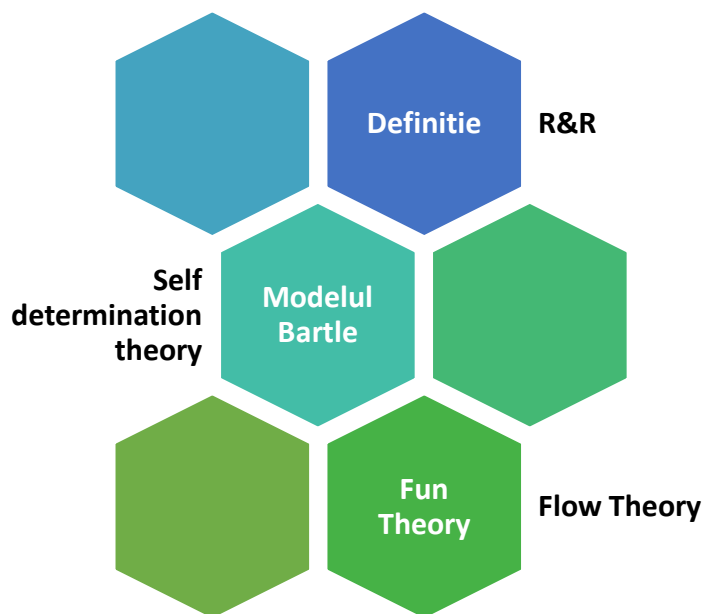 Definitie
R&R
Self
determination
theory
Modelul
Bartle
Fun
Theory
Flow Theory